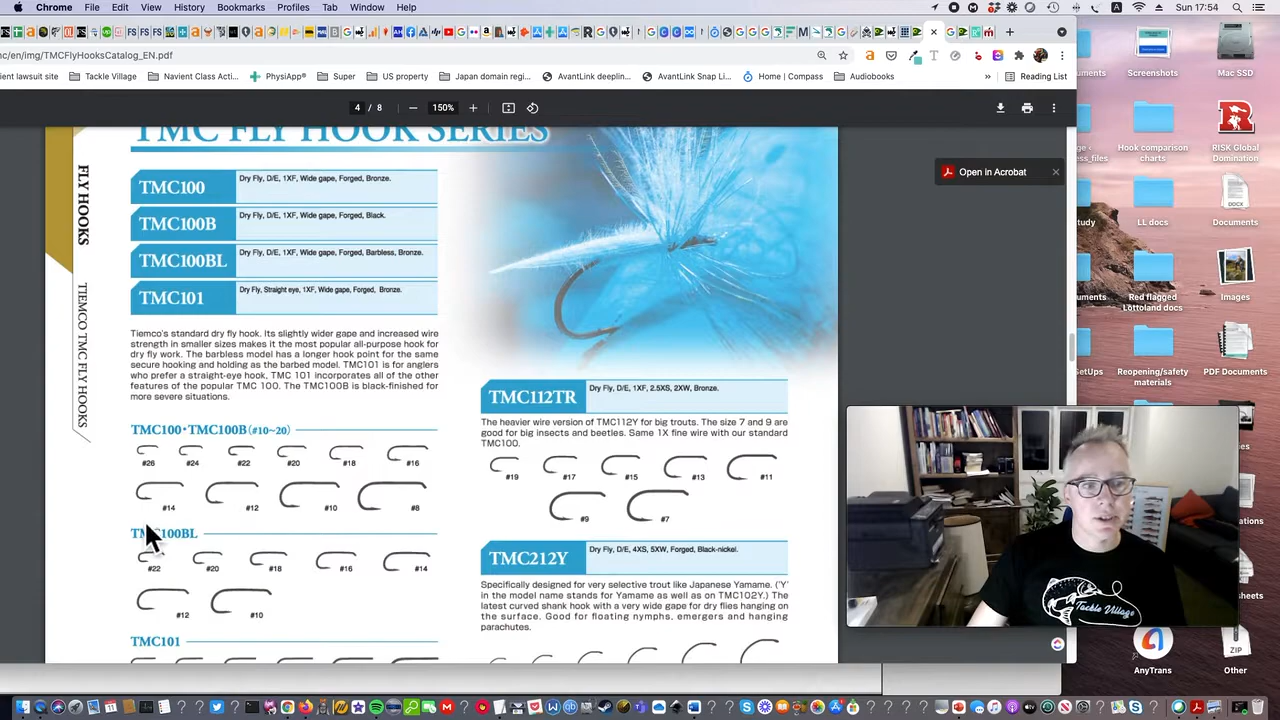 Chrome File Edit View History Bookmarks Profiles Tab Window Help
Sun 17:54
nc/en/img/TMCFlyHooksCatalog_EN.pdf
ient lawsuit site Tackle Village Navient Class Acti... PhysiApp® Super US property Japan domain regi... AvantLink deeplin... AvantLink Snap Li... Home | Compass Audiobooks » Reading List
4 / 8 150%
Open in Acrobat
TMC FLY HOOK SERIES
FLY HOOKS
TIEMCO TMC FLY HOOKS
TMC100 Dry Fly, D/E, 1XF, Wide gape, Forged, Bronze.
TMC100B Dry Fly, D/E, 1XF, Wide gape, Forged, Black.
TMC100BL Dry Fly, D/E, 1XF, Wide gape, Forged, Barbless, Bronze.
TMC101 Dry Fly, Straight eye, 1XF, Wide gape, Forged, Bronze.
Tiemco's standard dry fly hook. Its slightly wider gape and increased wire
strength in smaller sizes makes it the most popular all-purpose hook for
dry fly work. The barbless model has a longer hook point for the same
secure hooking and holding as the barbed model. TMC101 is for anglers
who prefer a straight-eye hook, TMC 101 incorporates all of the other
features of the popular TMC 100. The TMC100B is black-finished for
more severe situations.
TMC100・TMC100B(#10~20)
#26 #24 #22 #20 #18 #16
#14 #12 #10 #8
TMC100BL
#22 #20 #18 #16 #14
#12 #10
TMC101
TMC112TR Dry Fly, D/E, 1XF, 2.5XS, 2XW, Bronze.
The heavier wire version of TMC112Y for big trouts. The size 7 and 9 are
good for big insects and beetles. Same 1X fine wire with our standard
TMC100.
#19 #17 #15 #13 #11
#9 #7
TMC212Y Dry Fly, D/E, 4XS, 5XW, Forged, Black-nickel.
Specifically designed for very selective trout like Japanese Yamame. ('Y'
in the model name stands for Yamame as well as on TMC102Y.) The
latest curved shank hook with a very wide gape for dry flies hanging on
the surface. Good for floating nymphs, emergers and hanging
parachutes.
Tackle Village
uments Screenshots Mac SSD
Hook comparison
charts
RISK Global
Domination
LL docs Documents
Red flagged
Lottoland docs
Images
SetUps Reopening/safety
materials
PDF Documents
AnyTrans Other
ZIP
DOCX